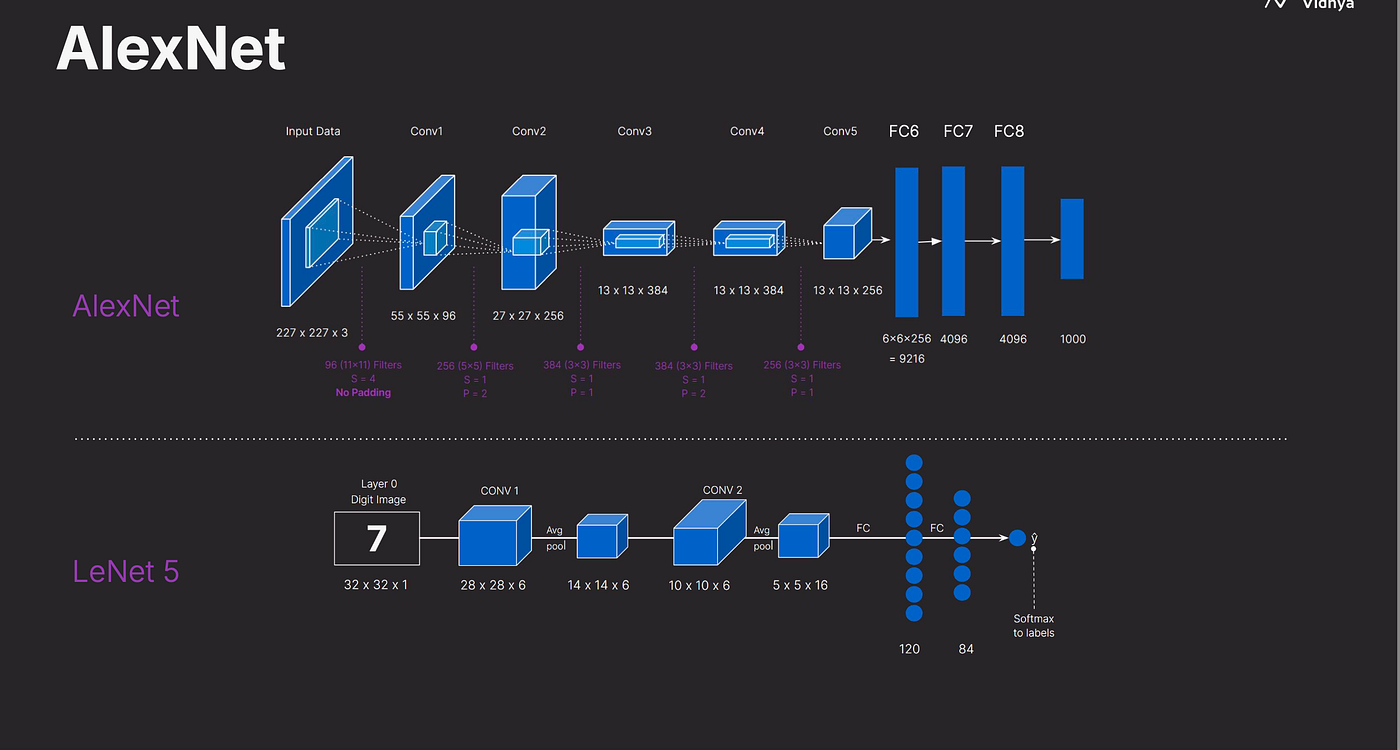 Vidhya
AlexNet
Input Data
Conv1
Conv2
Conv3
Conv4
Conv5
FC6
FC7
FC8
AlexNet
227 x 227 x 3
55 x 55 x 96
27 x 27 x 256
13 x 13 x 384
13 x 13 x 384
13 x 13 x 256
6×6×256
= 9216
4096
4096
1000
96 (11×11) Filters
S = 4
No Padding
256 (5×5) Filters
S = 1
P = 2
384 (3×3) Filters
S = 1
P = 1
384 (3×3) Filters
S = 1
P = 2
256 (3×3) Filters
S = 1
P = 1
LeNet 5
Layer 0
Digit Image
7
32 x 32 x 1
CONV 1
28 x 28 x 6
Avg
pool
14 x 14 x 6
CONV 2
10 x 10 x 6
Avg
pool
5 x 5 x 16
FC
120
FC
84
ŷ
Softmax
to labels